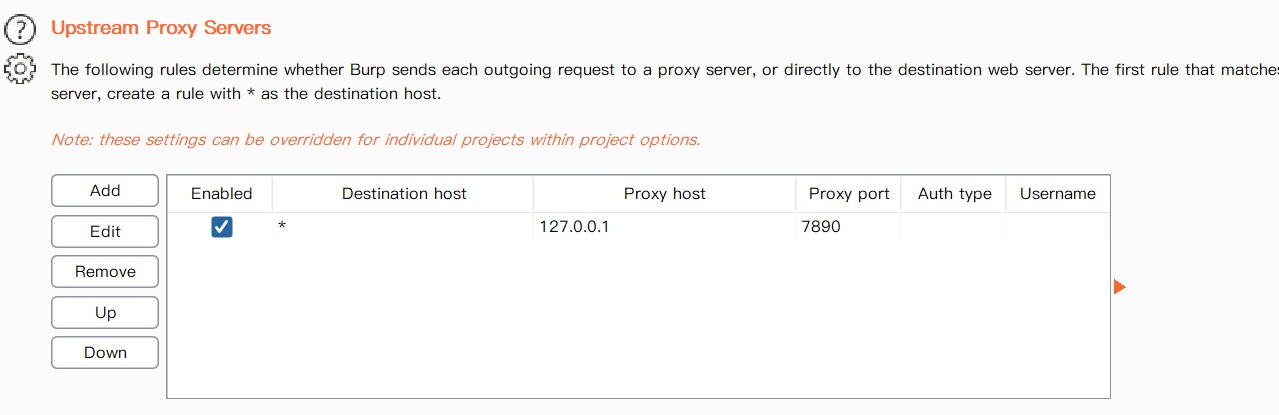 Upstream Proxy Servers
The following rules determine whether Burp sends each outgoing request to a proxy server, or directly to the destination web server. The first rule that matche
server, create a rule with * as the destination host.
Note: these settings can be overridden for individual projects within project options.
Add
Enabled Destination host Proxy host Proxy port Auth type Username
Edit
* 127.0.0.1 7890
Remove
Up
Down